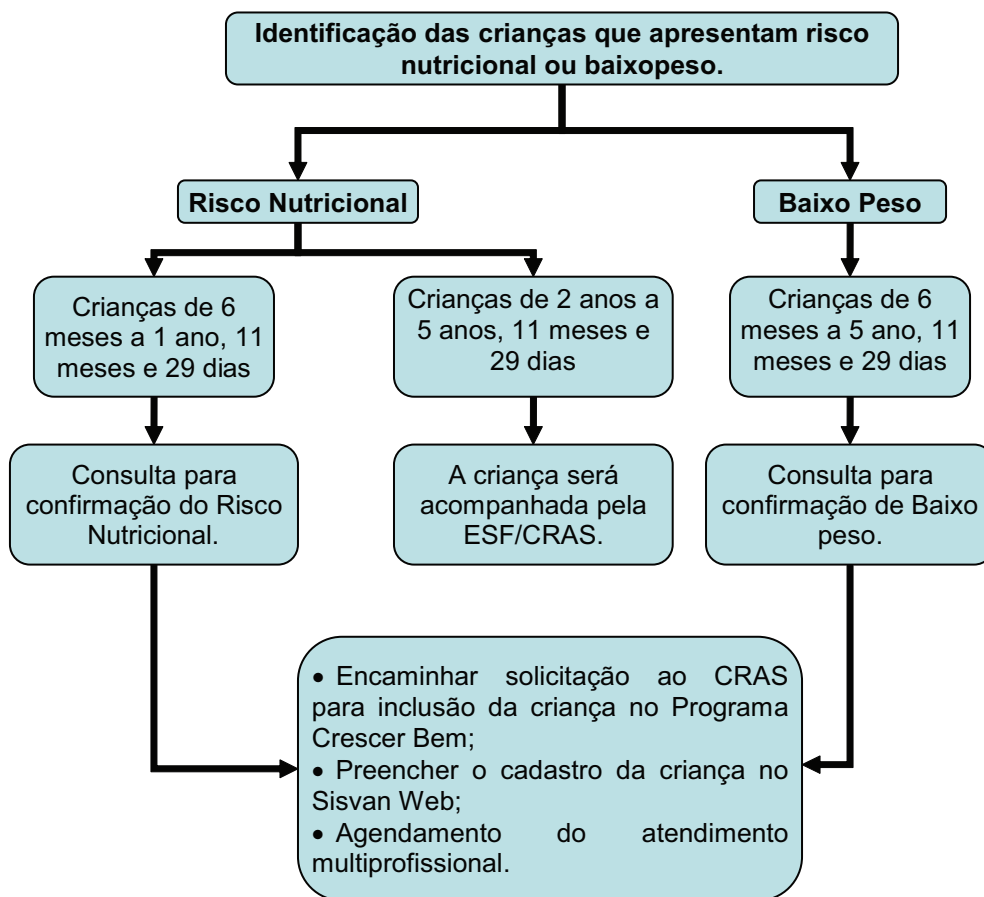 Identificação das crianças que apresentam risco
nutricional ou baixopeso.
Risco Nutricional
Baixo Peso
Crianças de 6
meses a 1 ano, 11
meses e 29 dias
Crianças de 2 anos a
5 anos, 11 meses e
29 dias
Crianças de 6
meses a 5 ano, 11
meses e 29 dias
Consulta para
confirmação do Risco
Nutricional.
A criança será
acompanhada pela
ESF/CRAS.
Consulta para
confirmação de Baixo
peso.
• Encaminhar solicitação ao CRAS
para inclusão da criança no Programa
Crescer Bem;
• Preencher o cadastro da criança no
Sisvan Web;
• Agendamento do atendimento
multiprofissional.